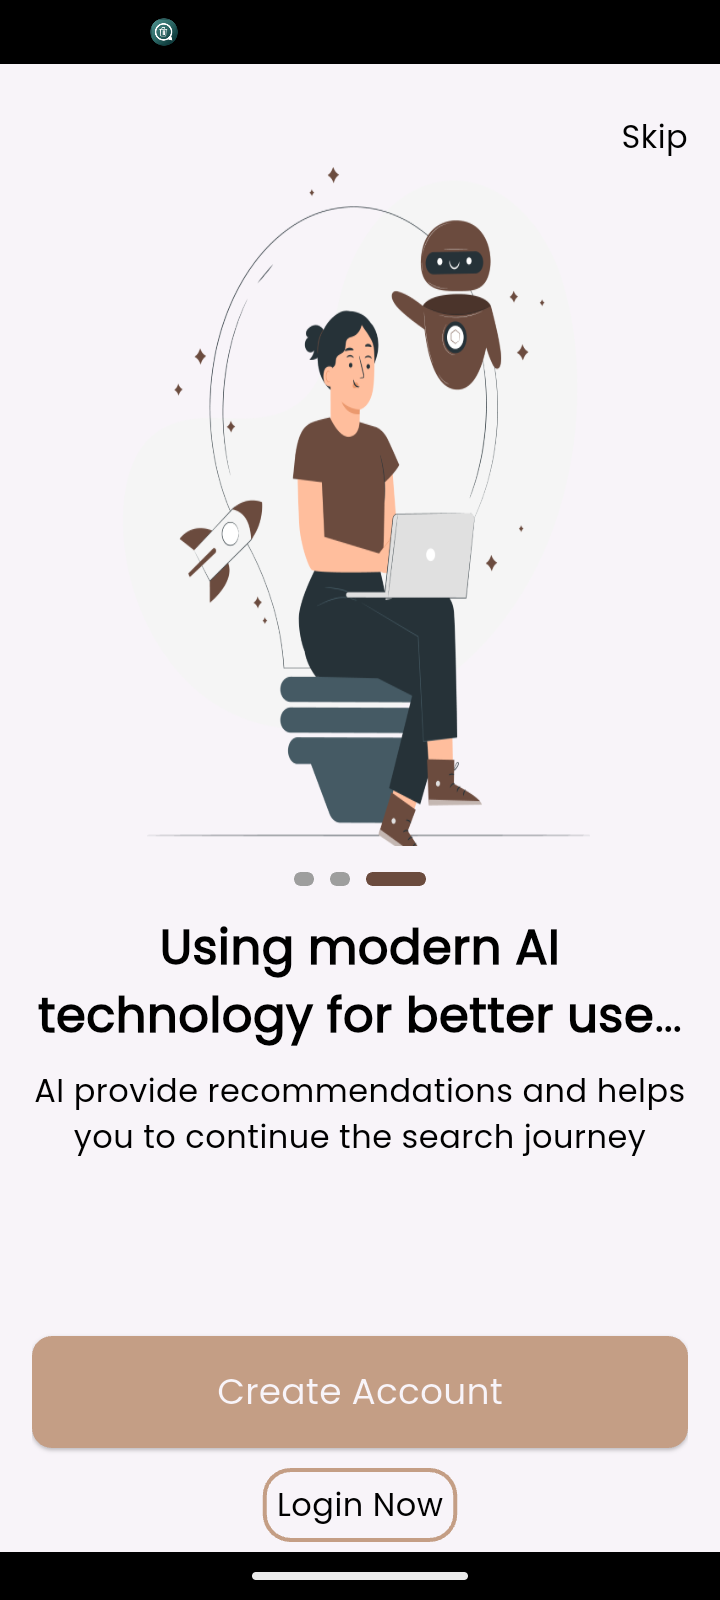 Skip
Using modern AI
technology for better use...
AI provide recommendations and helps
you to continue the search journey
Create Account
Login Now